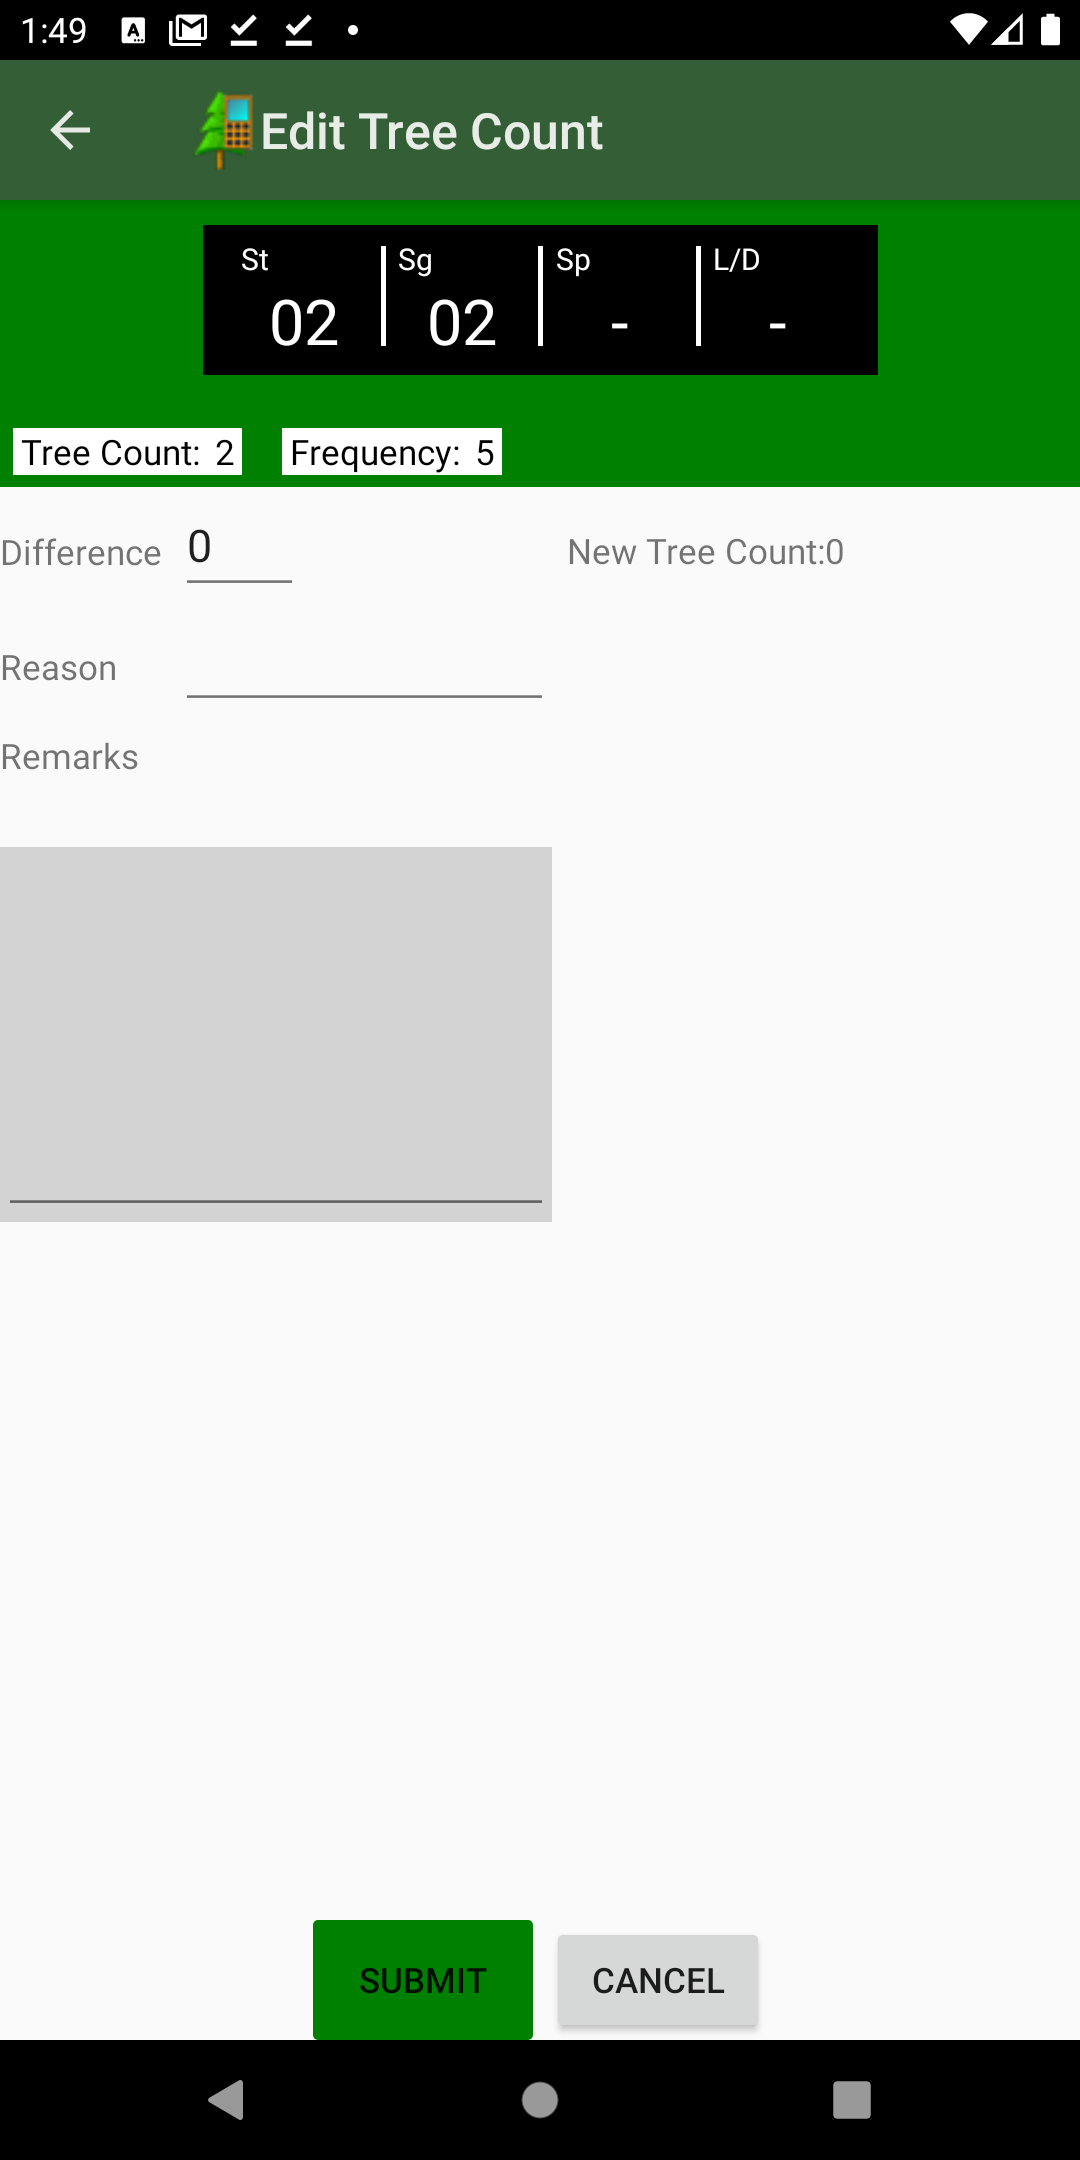 1:49
Edit Tree Count
St Sg Sp L/D
02 02 - -
Tree Count: 2 Frequency: 5
Difference 0 New Tree Count:0
Reason
Remarks
SUBMIT CANCEL